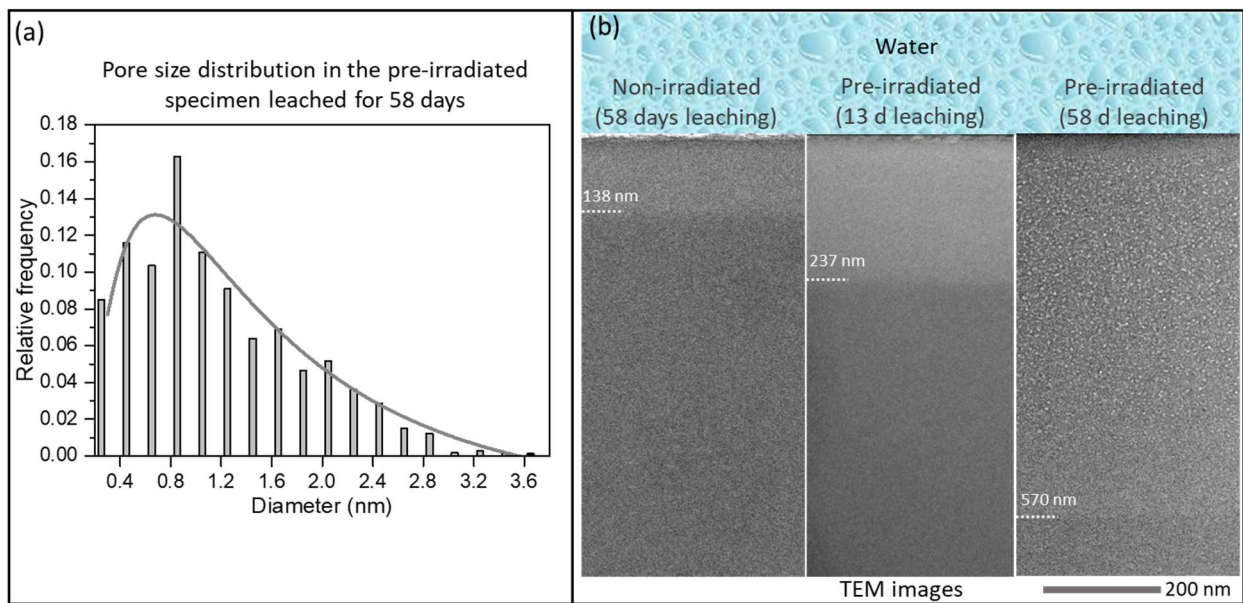 (a)
Pore size distribution in the pre-irradiated
specimen leached for 58 days
Relative frequency
0.18
0.16
0.14
0.12
0.10
0.08
0.06
0.04
0.02
0.00
0.4 0.8 1.2 1.6 2.0 2.4 2.8 3.2 3.6
Diameter (nm)
(b)
Water
Non-irradiated
(58 days leaching)
Pre-irradiated
(13 d leaching)
Pre-irradiated
(58 d leaching)
138 nm
237 nm
570 nm
TEM images
200 nm